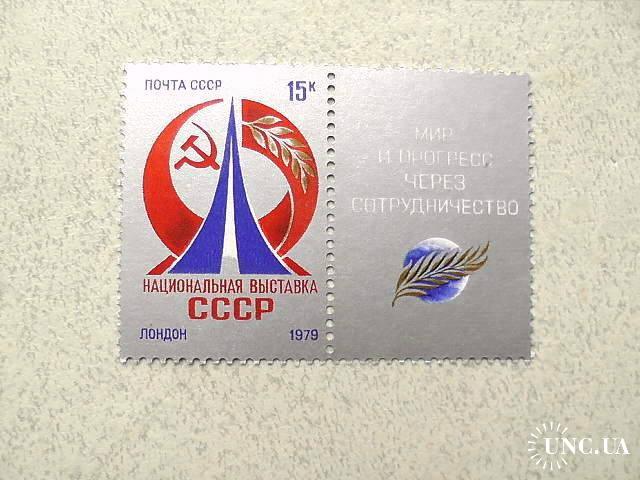 ПОЧТА СССР 15К
НАЦИОНАЛЬНАЯ ВЫСТАВКА
СССР
ЛОНДОН 1979
МИР
И ПРОГРЕСС
ЧЕРЕЗ
СОТРУДНИЧЕСТВО
UNC.UA